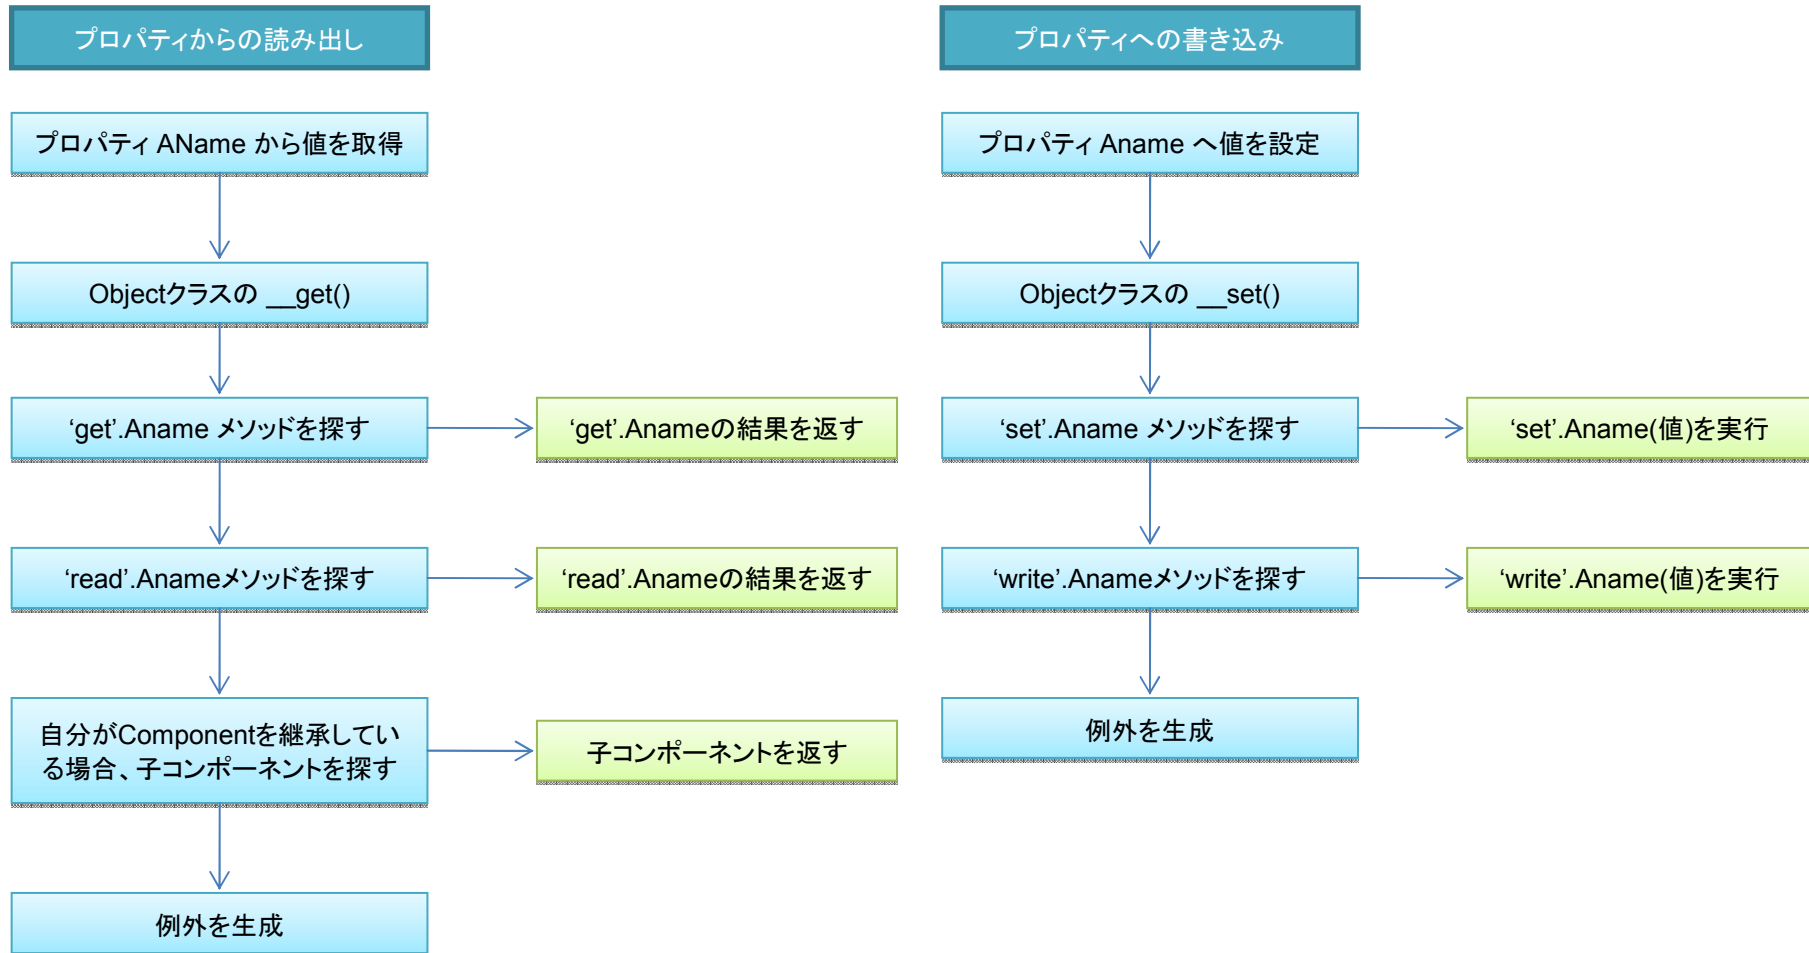 プロパティからの読み出し
プロパティ AName から値を取得
Objectクラスの __get()
‘get’.Aname メソッドを探す
‘get’.Anameの結果を返す
‘read’.Anameメソッドを探す
‘read’.Anameの結果を返す
自分がComponentを継承してい
る場合、子コンポーネントを探す
子コンポーネントを返す
例外を生成
プロパティへの書き込み
プロパティ Aname へ値を設定
Objectクラスの __set()
‘set’.Aname メソッドを探す
‘set’.Aname(値)を実行
‘write’.Anameメソッドを探す
‘write’.Aname(値)を実行
例外を生成